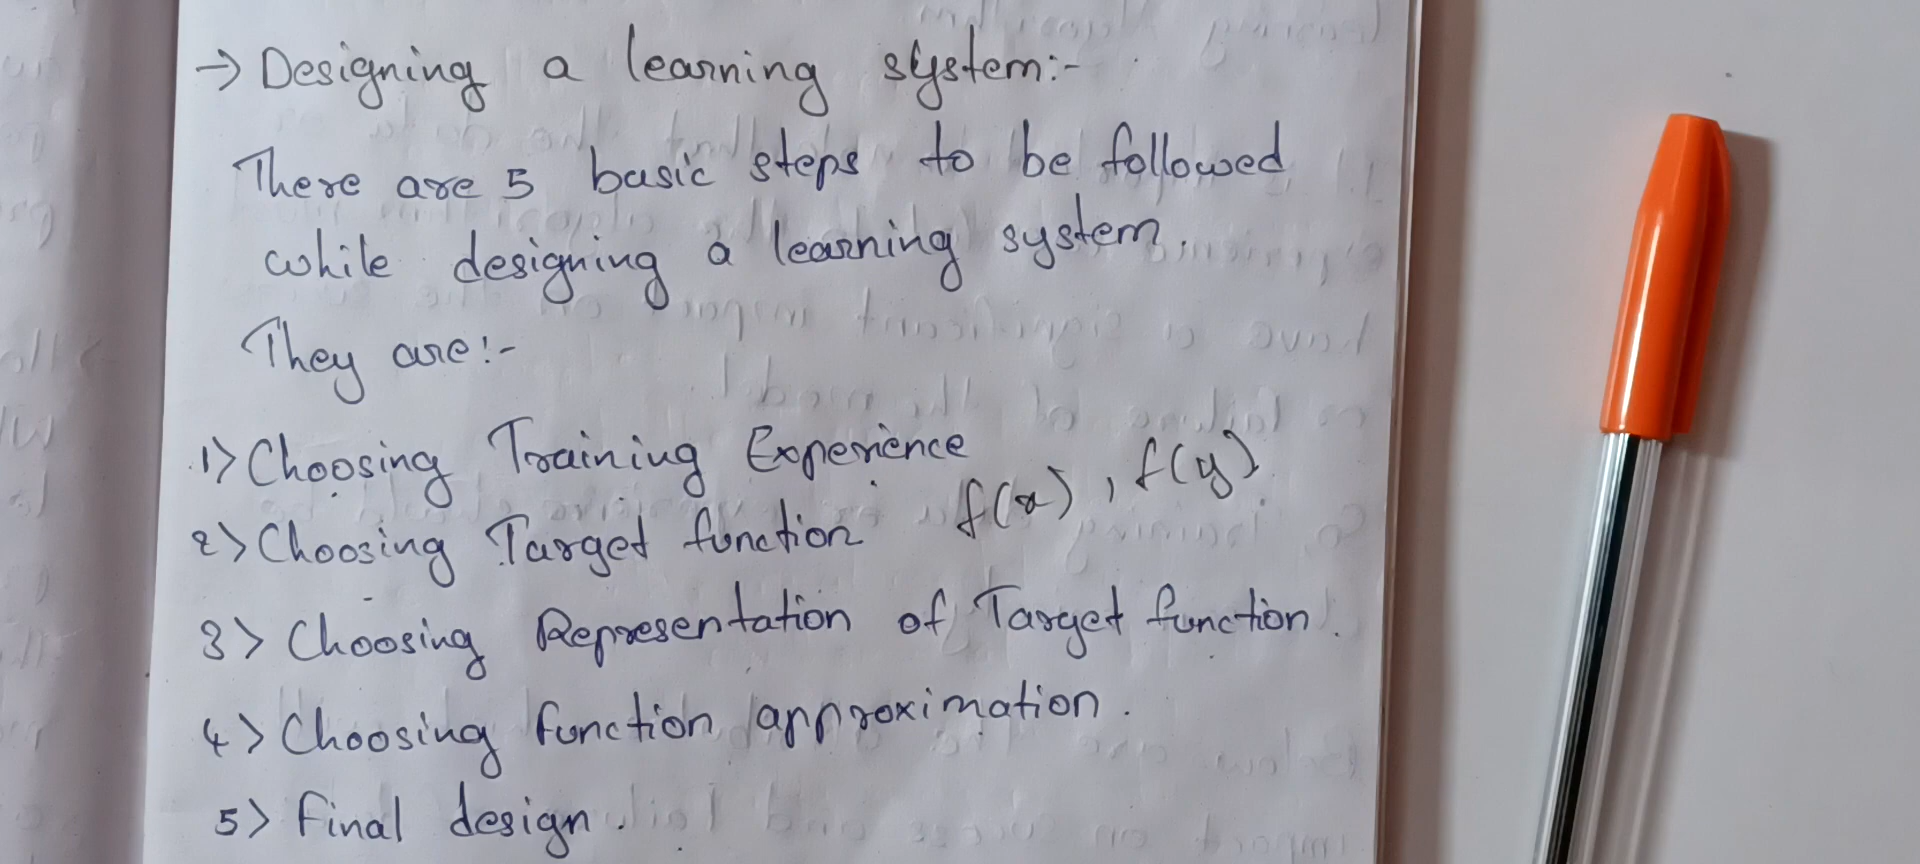 → Designing a learning system:-
There are 5 basic steps to be followed
while designing a learning system.
They are:-
1> Choosing Training Experience
2> Choosing Target function f(x), f(y)
3> Choosing Representation of Target function.
4> Choosing function approximation.
5> final design.